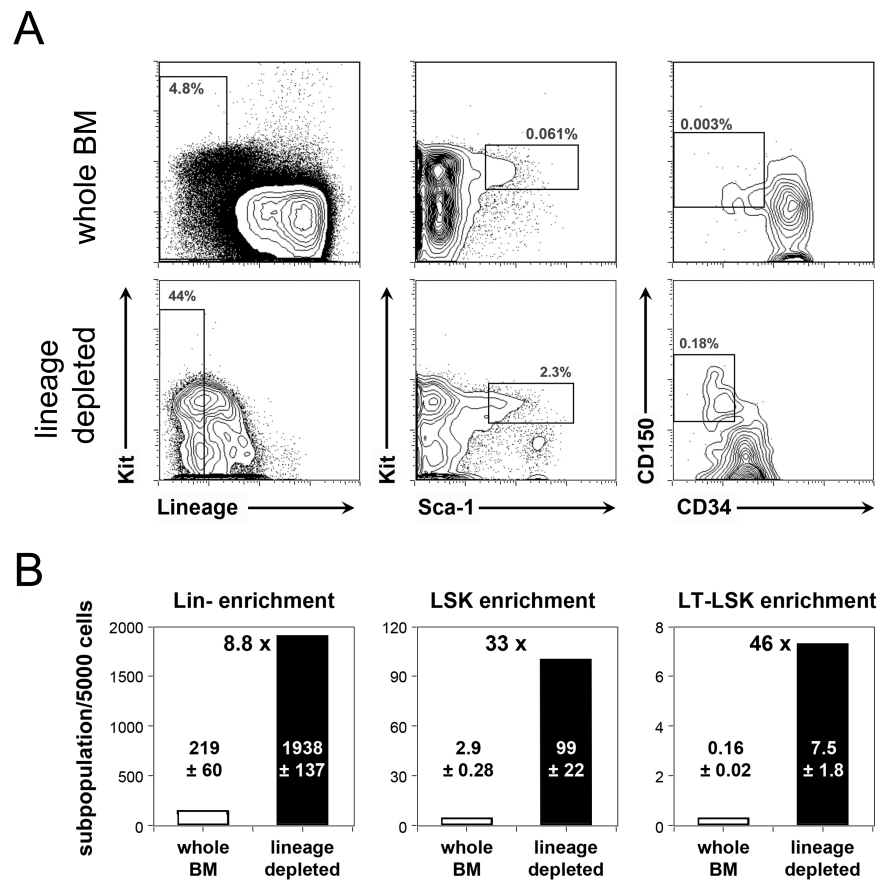 A
whole BM
4.8%
0.061%
0.003%
lineage
depleted
44%
2.3%
0.18%
Kit
Kit
CD150
Lineage
Sca-1
CD34
B
Lin- enrichment
LSK enrichment
LT-LSK enrichment
subpopulation/5000 cells
2000
1500
1000
500
0
8.8 x
219
± 60
1938
± 137
whole
BM
lineage
depleted
120
90
60
30
0
33 x
2.9
± 0.28
99
± 22
whole
BM
lineage
depleted
8
6
4
2
0
46 x
0.16
± 0.02
7.5
± 1.8
whole
BM
lineage
depleted